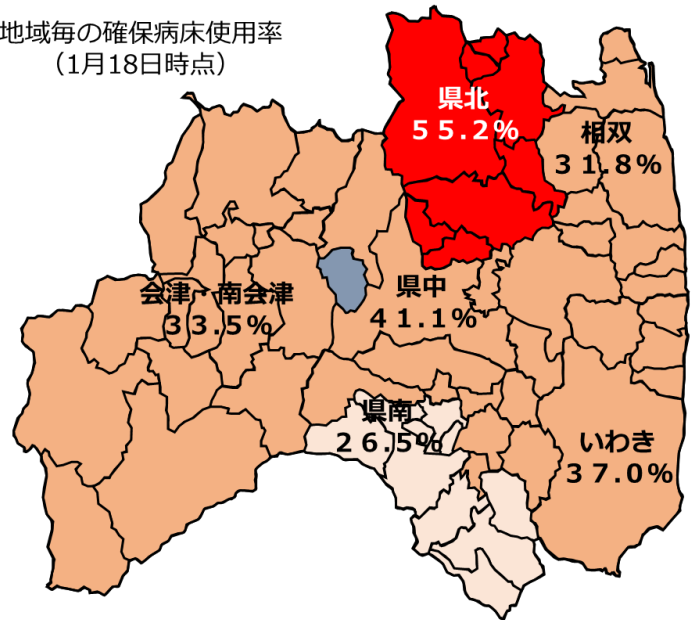 地域毎の確保病床使用率
（1月18日時点）
県北
５５.２%
相双
３１.８%
会津・南会津
３３.５%
県中
４１.１%
県南
２６.５%
いわき
３７.０%